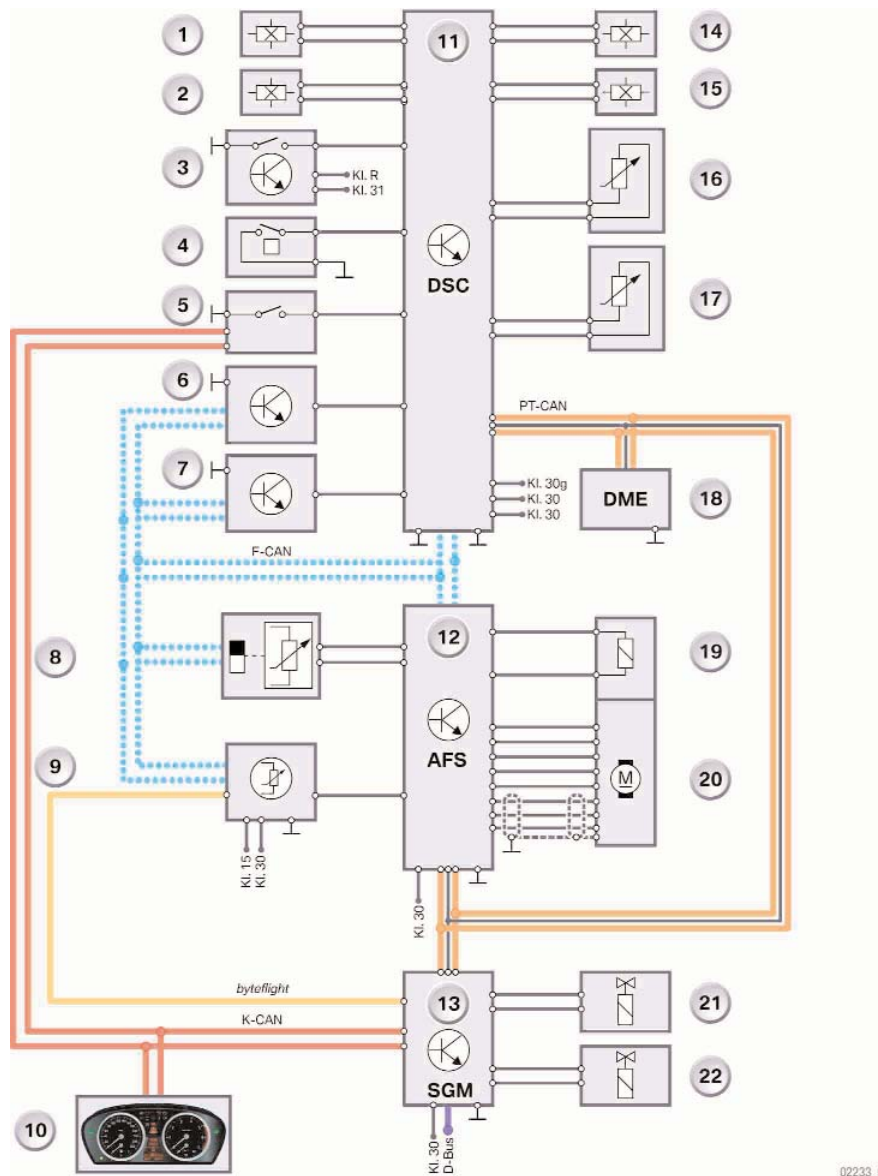 1
11
14
2
15
3
Kl. R
Kl. 31
16
4
DSC
5
17
6
PT-CAN
7
Kl. 30g
Kl. 30
Kl. 30
DME
18
F-CAN
12
8
19
AFS
9
M
20
Kl. 15
Kl. 30
Kl. 30
byteflight
13
21
K-CAN
SGM
22
10
Kl. 30
D-Bus
02233